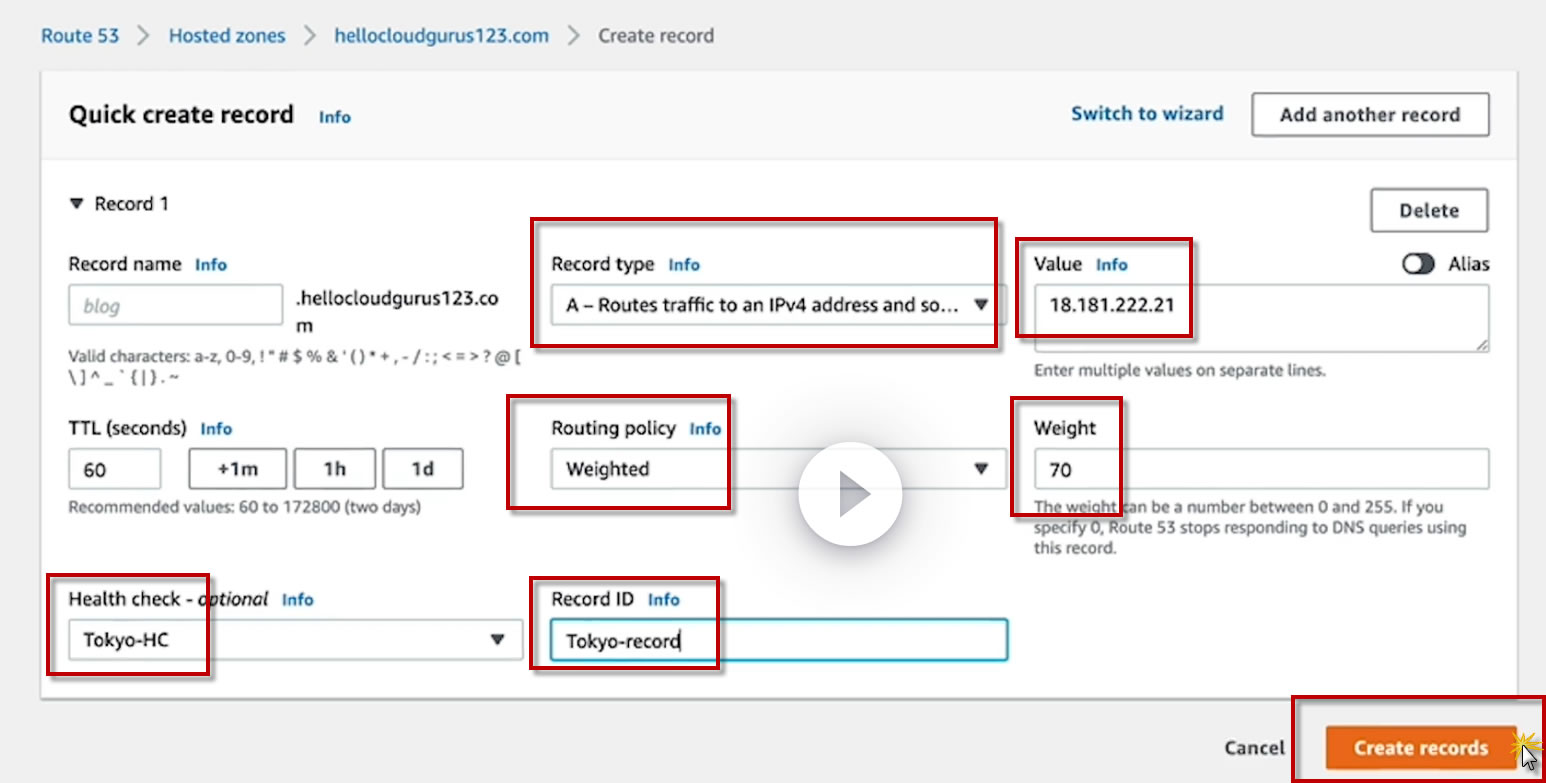 Route 53 > Hosted zones > hellocloudgurus123.com > Create record
Quick create record Info
Switch to wizard
Add another record
▼ Record 1
Delete
Record name Info
blog
.hellocloudgurus123.co
m
Valid characters: a-z, 0-9, ! " # $ % & ' ( ) * + , - / : ; < = > ? @ [
\ ] ^ _ ` { | } . ~
Record type Info
A – Routes traffic to an IPv4 address and so...
Value Info
Alias
18.181.222.21
Enter multiple values on separate lines.
TTL (seconds) Info
60
+1m
1h
1d
Recommended values: 60 to 172800 (two days)
Routing policy Info
Weighted
Weight
70
The weight can be a number between 0 and 255. If you
specify 0, Route 53 stops responding to DNS queries using
this record.
Health check - optional Info
Tokyo-HC
Record ID Info
Tokyo-record
Cancel
Create records